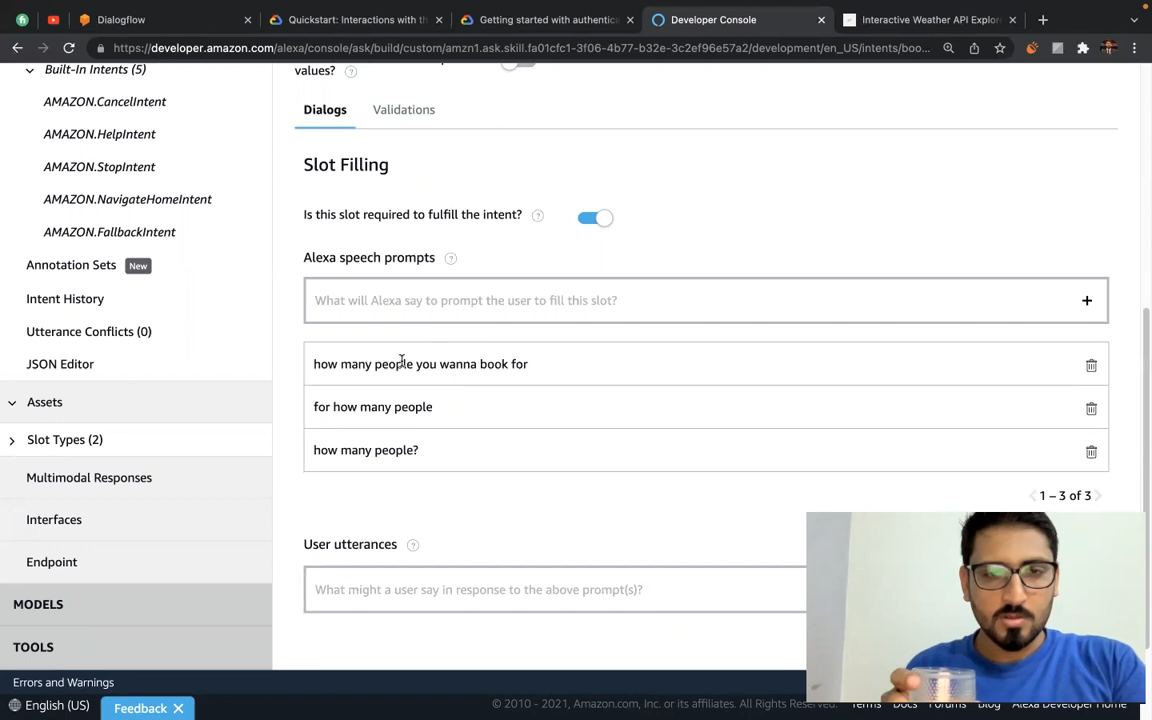 Dialogflow
Quickstart: Interactions with th
Getting started with authentica
Developer Console
Interactive Weather API Explor
https://developer.amazon.com/alexa/console/ask/build/custom/amzn1.ask.skill.fa01cfc1-3f06-4b77-b32e-3c2ef96e57a2/development/en_US/intents/boo...
Built-In Intents (5)
AMAZON.CancelIntent
AMAZON.HelpIntent
AMAZON.StopIntent
AMAZON.NavigateHomeIntent
AMAZON.FallbackIntent
Annotation Sets New
Intent History
Utterance Conflicts (0)
JSON Editor
Assets
Slot Types (2)
Multimodal Responses
Interfaces
Endpoint
MODELS
TOOLS
values?
Dialogs Validations
Slot Filling
Is this slot required to fulfill the intent?
Alexa speech prompts
What will Alexa say to prompt the user to fill this slot?
how many people you wanna book for
for how many people
how many people?
1 – 3 of 3
User utterances
What might a user say in response to the above prompt(s)?
Errors and Warnings
English (US)
Feedback
© 2010 - 2021, Amazon.com, Inc. or its affiliates. All Rights Reserved.
Terms Docs Forums Blog Alexa Developer Home